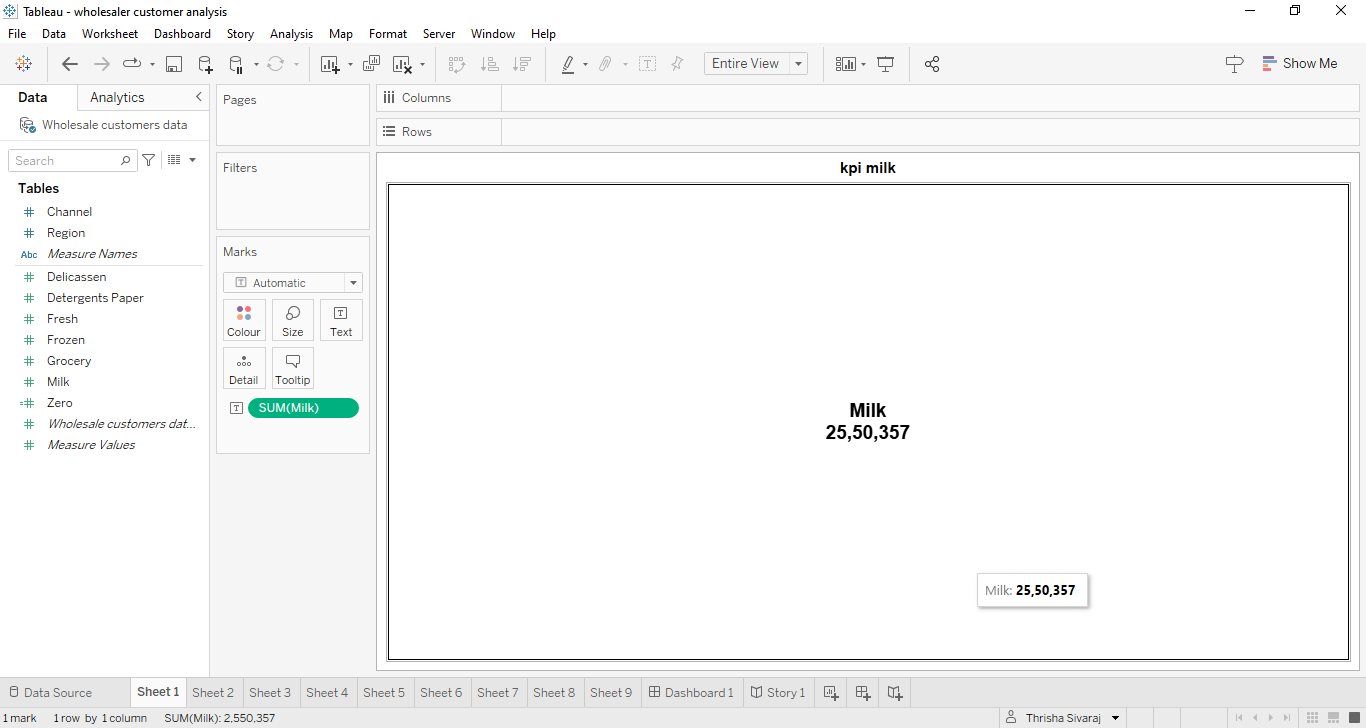 Tableau - wholesaler customer analysis
File Data Worksheet Dashboard Story Analysis Map Format Server Window Help
Entire View
Show Me
Data Analytics
Wholesale customers data
Search
Tables
Channel
Region
Abc Measure Names
Delicassen
Detergents Paper
Fresh
Frozen
Grocery
Milk
Zero
Wholesale customers dat...
Measure Values
Pages
Filters
Marks
T Automatic
Colour Size Text
Detail Tooltip
T SUM(Milk)
Columns
Rows
kpi milk
Milk
25,50,357
Milk: 25,50,357
Data Source Sheet 1 Sheet 2 Sheet 3 Sheet 4 Sheet 5 Sheet 6 Sheet 7 Sheet 8 Sheet 9 Dashboard 1 Story 1
1 mark 1 row by 1 column SUM(Milk): 2,550,357 Thrisha Sivaraj